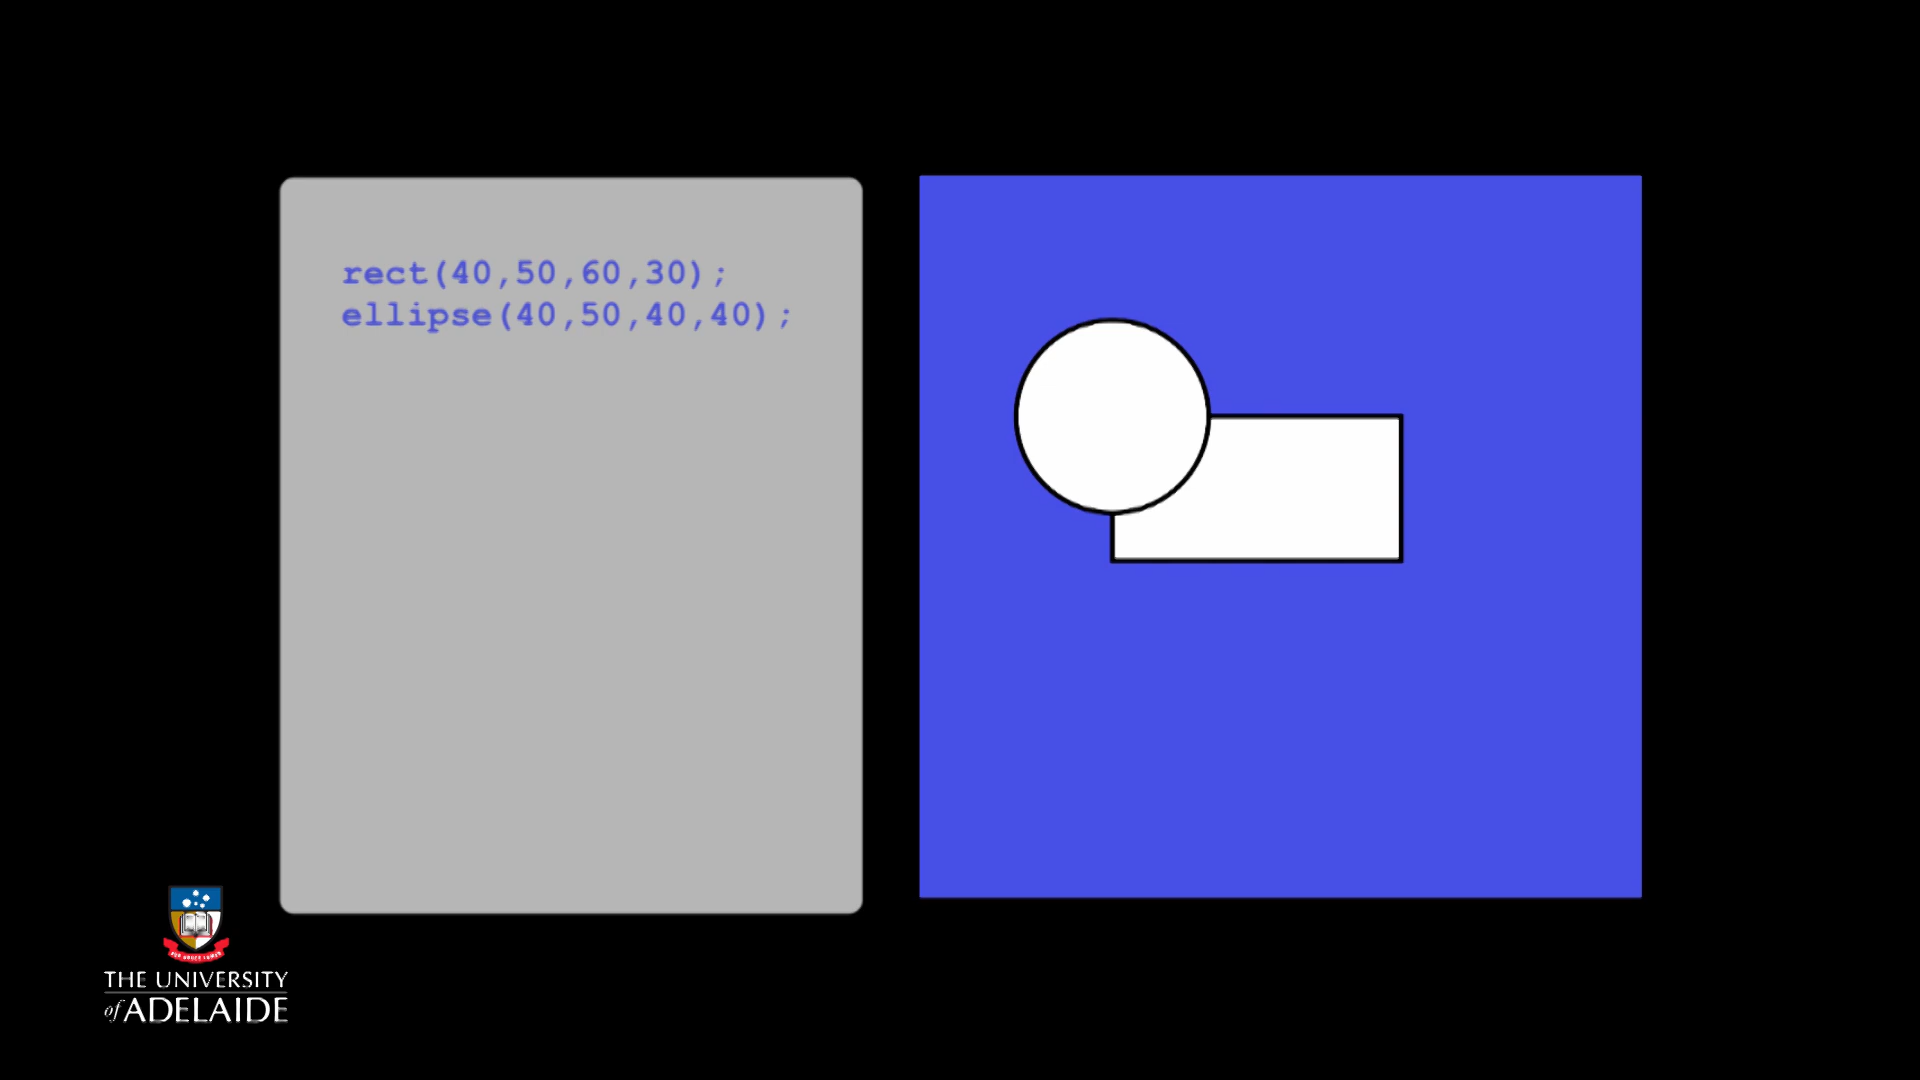 rect(40,50,60,30);
ellipse(40,50,40,40);
THE UNIVERSITY
of ADELAIDE